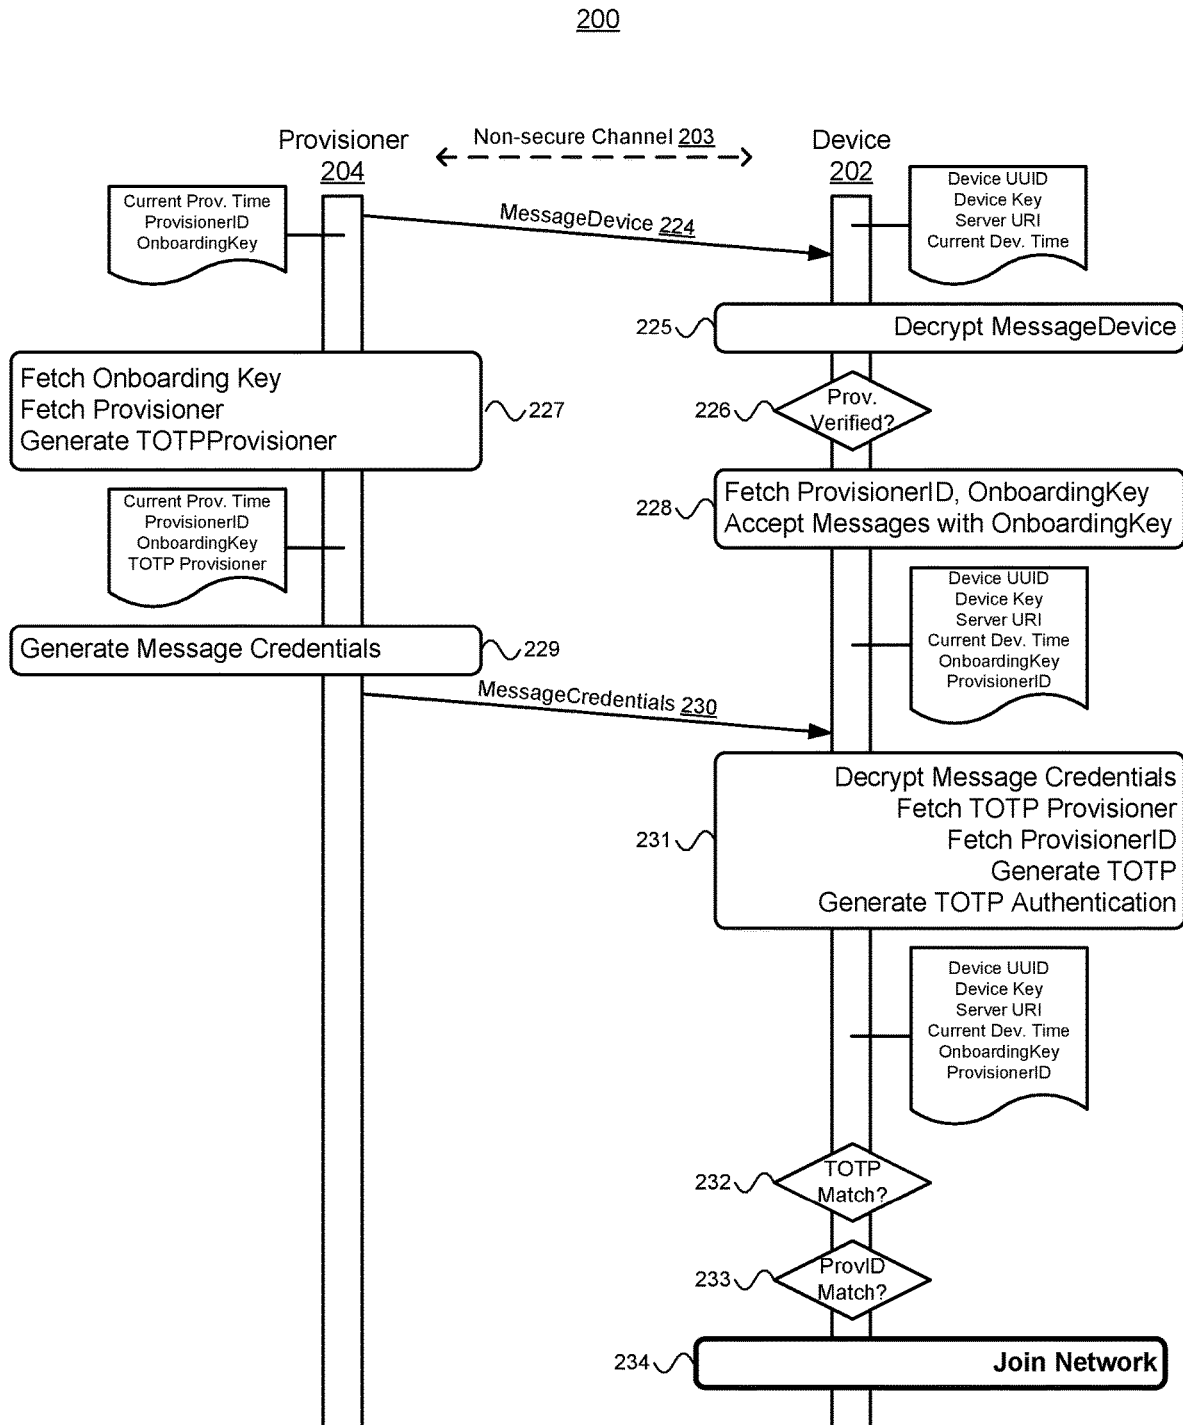 200
Non-secure Channel 203
Provisioner
204
Device
202
Current Prov. Time
ProvisionerID
OnboardingKey
MessageDevice 224
Device UUID
Device Key
Server URI
Current Dev. Time
225
Decrypt MessageDevice
Fetch Onboarding Key
Fetch Provisioner
Generate TOTPProvisioner
227
226
Prov.
Verified?
228
Fetch ProvisionerID, OnboardingKey
Accept Messages with OnboardingKey
Current Prov. Time
ProvisionerID
OnboardingKey
TOTP Provisioner
Device UUID
Device Key
Server URI
Current Dev. Time
OnboardingKey
ProvisionerID
Generate Message Credentials
229
MessageCredentials 230
231
Decrypt Message Credentials
Fetch TOTP Provisioner
Fetch ProvisionerID
Generate TOTP
Generate TOTP Authentication
Device UUID
Device Key
Server URI
Current Dev. Time
OnboardingKey
ProvisionerID
232
TOTP
Match?
233
ProvID
Match?
234
Join Network